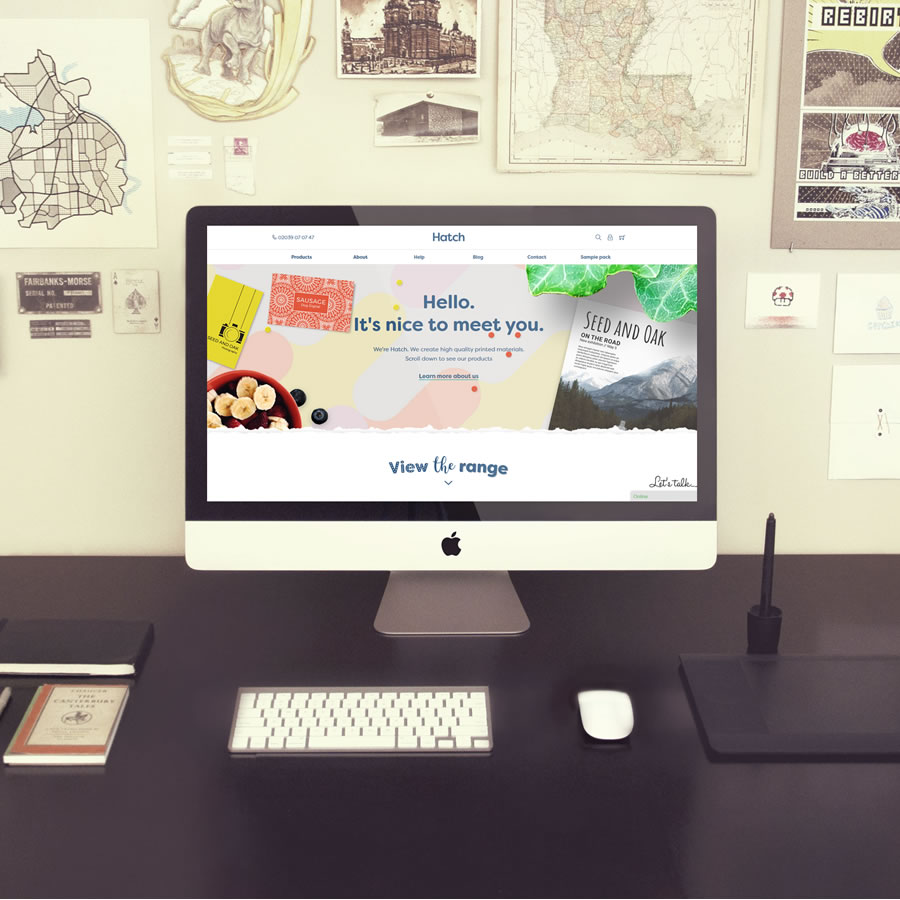 REBIRT
BUILD A BETTER
FAIRBANKS-MORSE
SERIAL NO.
PATENTED
A
02039 07 07 47
Hatch
Products
About
Help
Blog
Contact
Sample pack
SAUSAGE
SEED AND OAK
Hello.
It's nice to meet you.
We're Hatch. We create high quality printed materials.
Scroll down to see our products
Learn more about us
SEED AND OAK
ON THE ROAD
View the range
Let's talk
Online
CHAUCER
THE
CANTERBURY
TALES